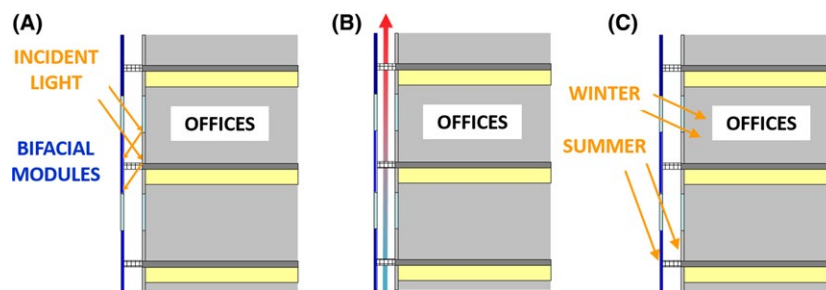 (A)
INCIDENT
LIGHT
OFFICES
BIFACIAL
MODULES
(B)
OFFICES
(C)
WINTER
OFFICES
SUMMER